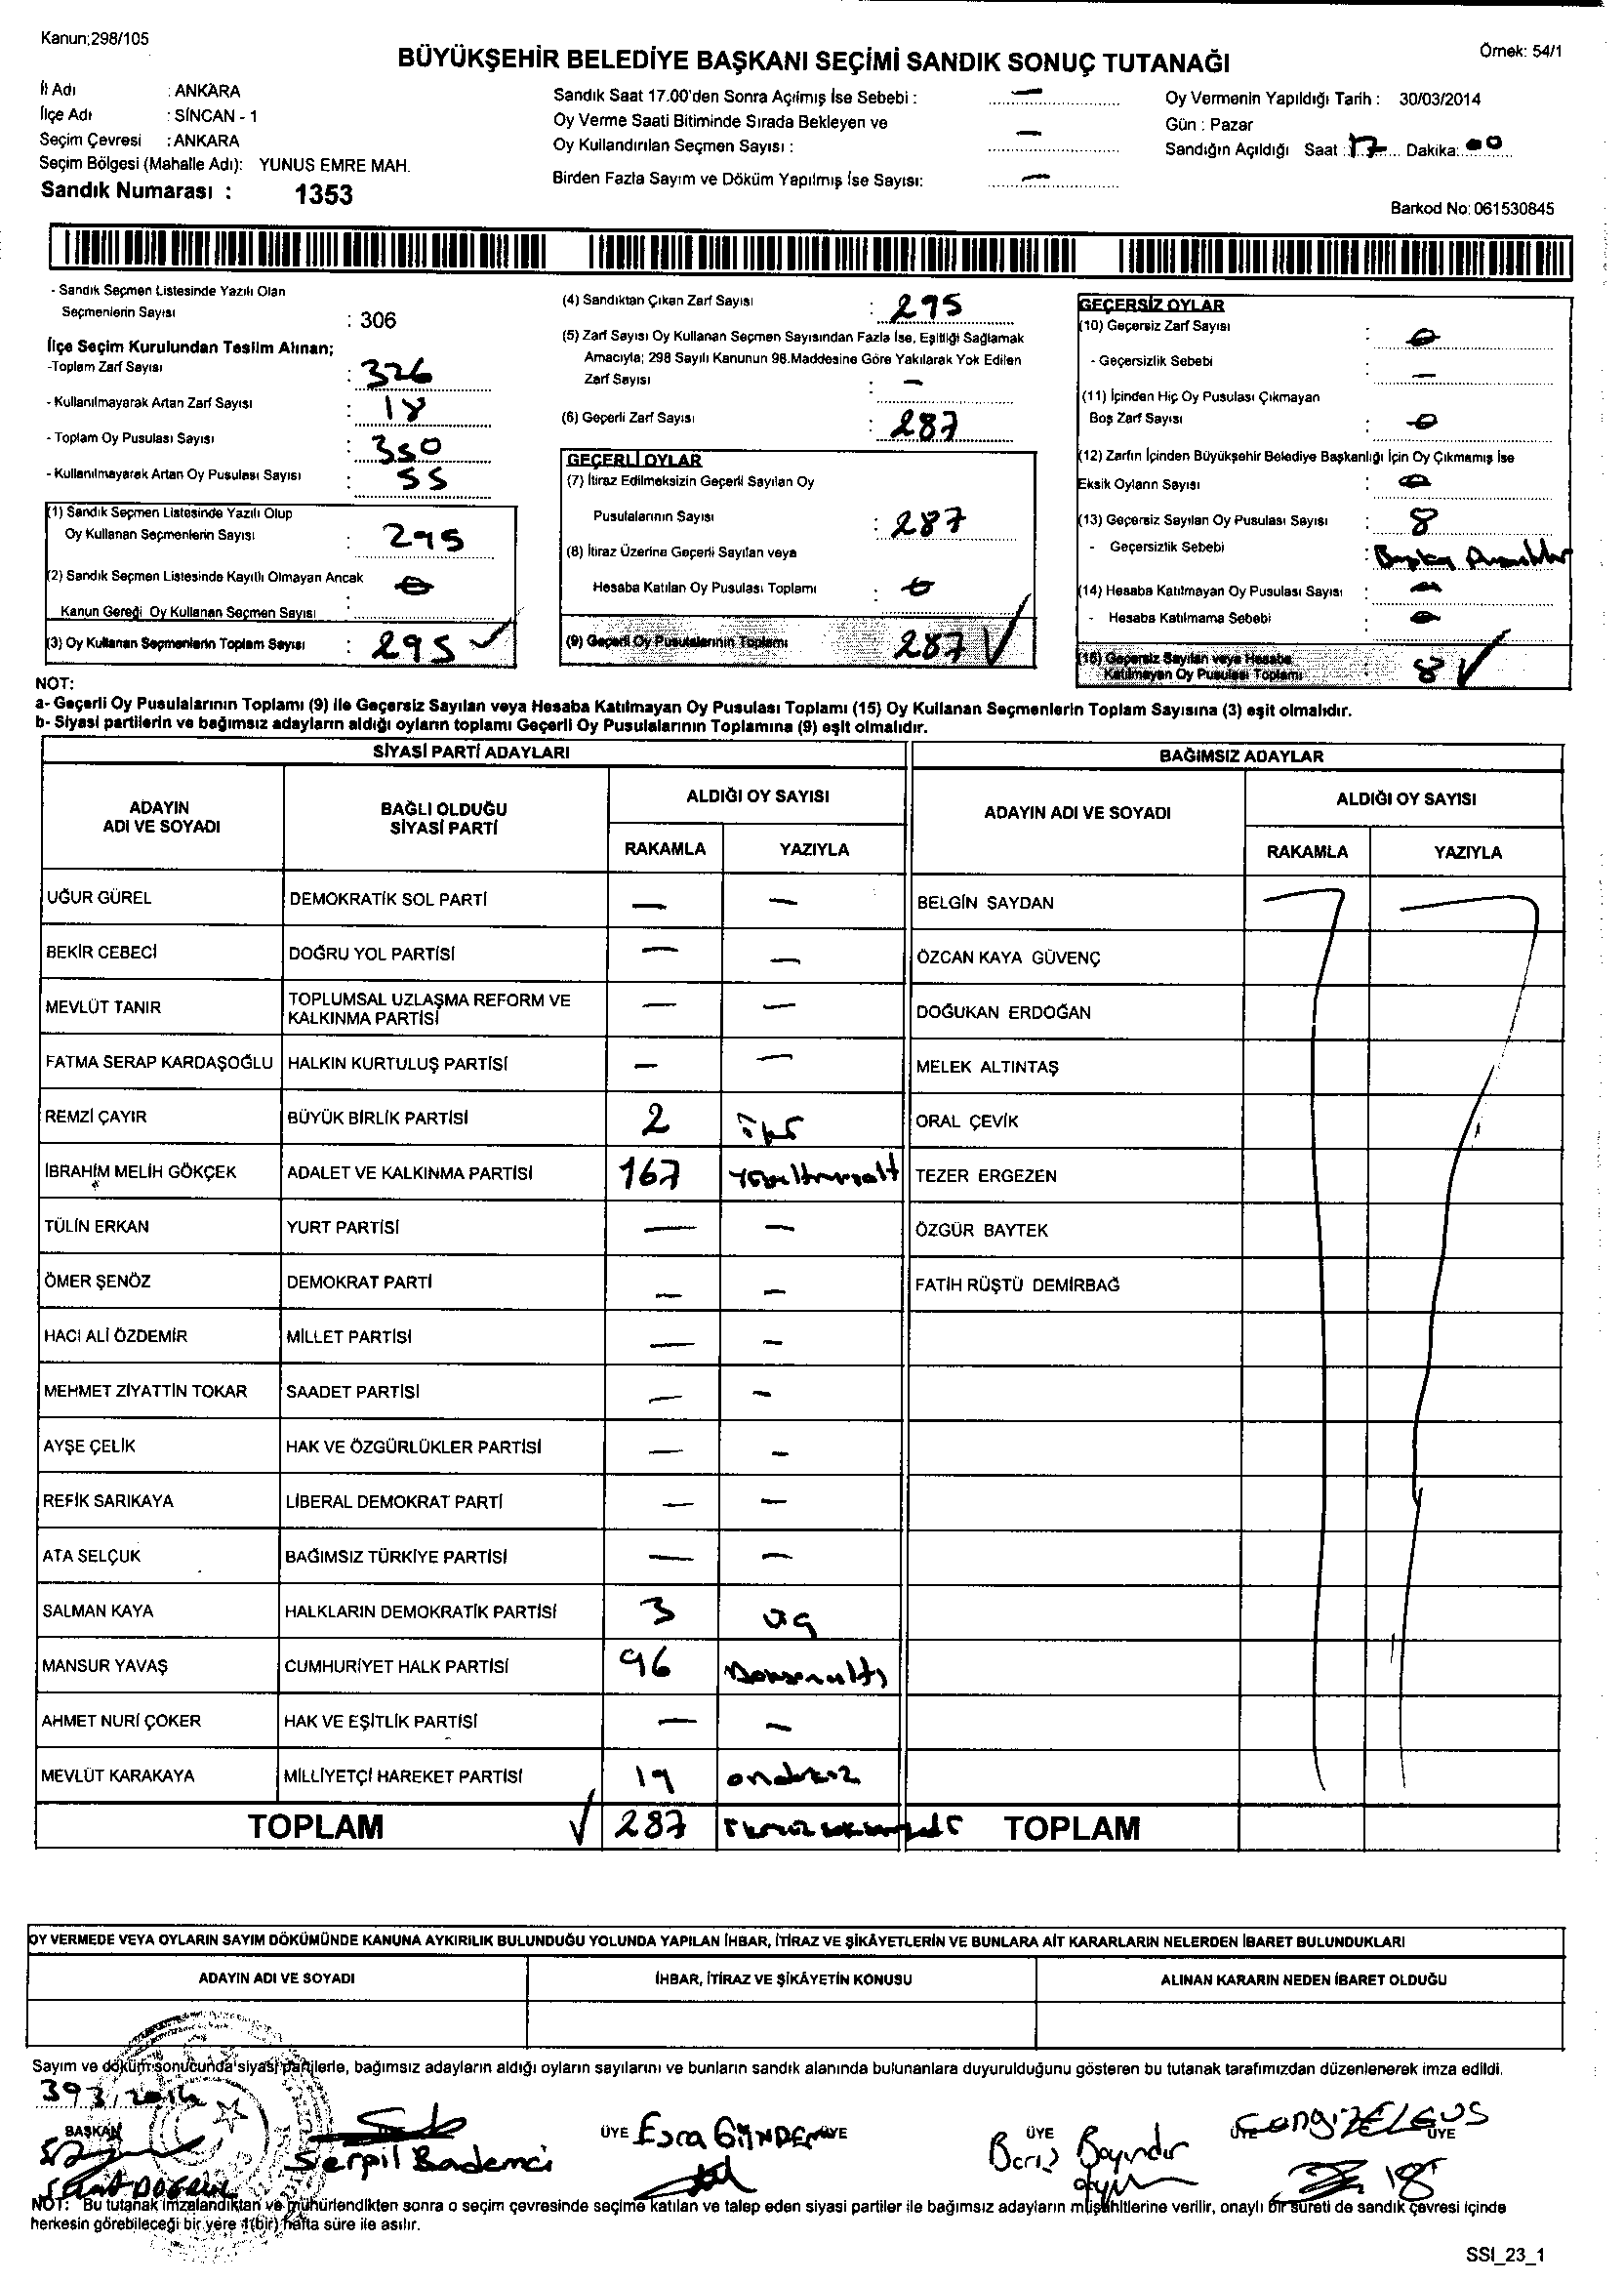 Kanun;298/105
Örnek: 54/1
BÜYÜKŞEHİR BELEDİYE BAŞKANI SEÇİMİ SANDIK SONUÇ TUTANAĞI
İl Adı : ANKARA
İlçe Adı : SİNCAN - 1
Seçim Çevresi : ANKARA
Seçim Bölgesi (Mahalle Adı): YUNUS EMRE MAH.
Sandık Numarası : 1353
Sandık Saat 17.00'den Sonra Açılmış İse Sebebi : —
Oy Verme Saati Bitiminde Sırada Bekleyen ve
Oy Kullandırılan Seçmen Sayısı : —
Birden Fazla Sayım ve Döküm Yapılmış İse Sayısı: —
Oy Vermenin Yapıldığı Tarih : 30/03/2014
Gün : Pazar
Sandığın Açıldığı Saat : 17 Dakika: 00
Barkod No: 061530845
- Sandık Seçmen Listesinde Yazılı Olan
Seçmenlerin Sayısı : 306
İlçe Seçim Kurulundan Teslim Alınan;
-Toplam Zarf Sayısı : 326
- Kullanılmayarak Artan Zarf Sayısı : 18
- Toplam Oy Pusulası Sayısı : 350
- Kullanılmayarak Artan Oy Pusulası Sayısı : 55
(1) Sandık Seçmen Listesinde Yazılı Olup
Oy Kullanan Seçmenlerin Sayısı : 295
(2) Sandık Seçmen Listesinde Kayıtlı Olmayan Ancak
Kanun Gereği Oy Kullanan Seçmen Sayısı : 0
(3) Oy Kullanan Seçmenlerin Toplam Sayısı : 295
(4) Sandıktan Çıkan Zarf Sayısı : 295
(5) Zarf Sayısı Oy Kullanan Seçmen Sayısından Fazla İse, Eşitliği Sağlamak
Amacıyla; 298 Sayılı Kanunun 98.Maddesine Göre Yakılarak Yok Edilen
Zarf Sayısı : —
(6) Geçerli Zarf Sayısı : 287
GEÇERLİ OYLAR
(7) İtiraz Edilmeksizin Geçerli Sayılan Oy
Pusulalarının Sayısı : 287
(8) İtiraz Üzerine Geçerli Sayılan veya
Hesaba Katılan Oy Pusulası Toplamı : 0
(9) Geçerli Oy Pusulalarının Toplamı 287
GEÇERSİZ OYLAR
(10) Geçersiz Zarf Sayısı : 0
- Geçersizlik Sebebi : —
(11) İçinden Hiç Oy Pusulası Çıkmayan
Boş Zarf Sayısı : 0
(12) Zarfın İçinden Büyükşehir Belediye Başkanlığı İçin Oy Çıkmamış İse
Eksik Oyların Sayısı : 0
(13) Geçersiz Sayılan Oy Pusulası Sayısı : 8
- Geçersizlik Sebebi :
(14) Hesaba Katılmayan Oy Pusulası Sayısı : 0
- Hesaba Katılmama Sebebi : 0
(15) Geçersiz Sayılan veya Hesaba
Katılmayan Oy Pusulası Toplamı : 8
NOT:
a- Geçerli Oy Pusulalarının Toplamı (9) ile Geçersiz Sayılan veya Hesaba Katılmayan Oy Pusulası Toplamı (15) Oy Kullanan Seçmenlerin Toplam Sayısına (3) eşit olmalıdır.
b- Siyasi partilerin ve bağımsız adayların aldığı oyların toplamı Geçerli Oy Pusulalarının Toplamına (9) eşit olmalıdır.
SİYASİ PARTİ ADAYLARI
ADAYIN ADI VE SOYADI BAĞLI OLDUĞU SİYASİ PARTİ ALDIĞI OY SAYISI
RAKAMLA YAZIYLA
UĞUR GÜREL DEMOKRATİK SOL PARTİ — —
BEKİR CEBECİ DOĞRU YOL PARTİSİ — —
MEVLÜT TANIR TOPLUMSAL UZLAŞMA REFORM VE KALKINMA PARTİSİ — —
FATMA SERAP KARDAŞOĞLU HALKIN KURTULUŞ PARTİSİ — —
REMZİ ÇAYIR BÜYÜK BİRLİK PARTİSİ 2 iki
İBRAHİM MELİH GÖKÇEK ADALET VE KALKINMA PARTİSİ 167
TÜLİN ERKAN YURT PARTİSİ — —
ÖMER ŞENÖZ DEMOKRAT PARTİ — —
HACI ALİ ÖZDEMİR MİLLET PARTİSİ — —
MEHMET ZİYATTİN TOKAR SAADET PARTİSİ — —
AYŞE ÇELİK HAK VE ÖZGÜRLÜKLER PARTİSİ — —
REFİK SARIKAYA LİBERAL DEMOKRAT PARTİ — —
ATA SELÇUK BAĞIMSIZ TÜRKİYE PARTİSİ — —
SALMAN KAYA HALKLARIN DEMOKRATİK PARTİSİ 3 üç
MANSUR YAVAŞ CUMHURİYET HALK PARTİSİ 96 Doksanaltı
AHMET NURİ ÇOKER HAK VE EŞİTLİK PARTİSİ — —
MEVLÜT KARAKAYA MİLLİYETÇİ HAREKET PARTİSİ 19 ondokuz
TOPLAM 287
BAĞIMSIZ ADAYLAR
ADAYIN ADI VE SOYADI ALDIĞI OY SAYISI
RAKAMLA YAZIYLA
BELGİN SAYDAN
ÖZCAN KAYA GÜVENÇ
DOĞUKAN ERDOĞAN
MELEK ALTINTAŞ
ORAL ÇEVİK
TEZER ERGEZEN
ÖZGÜR BAYTEK
FATİH RÜŞTÜ DEMİRBAĞ
TOPLAM
OY VERMEDE VEYA OYLARIN SAYIM DÖKÜMÜNDE KANUNA AYKIRILIK BULUNDUĞU YOLUNDA YAPILAN İHBAR, İTİRAZ VE ŞİKÂYETLERİN VE BUNLARA AİT KARARLARIN NELERDEN İBARET BULUNDUKLARI
ADAYIN ADI VE SOYADI İHBAR, İTİRAZ VE ŞİKÂYETİN KONUSU ALINAN KARARIN NEDEN İBARET OLDUĞU
Sayım ve döküm sonucunda siyasi partilerle, bağımsız adayların aldığı oyların sayılarını ve bunların sandık alanında bulunanlara duyurulduğunu gösteren bu tutanak tarafımızdan düzenlenerek imza edildi.
BAŞKAN ÜYE ÜYE ÜYE ÜYE ÜYE
Serpil Bademci
Esra GÜNDER
Bayındır
NOT: Bu tutanak imzalandıktan ve mühürlendikten sonra o seçim çevresinde seçime katılan ve talep eden siyasi partiler ile bağımsız adayların müşahitlerine verilir, onaylı bir sureti de sandık çevresi içinde
herkesin görebileceği bir yere 1(bir) hafta süre ile asılır.
SSI_23_1